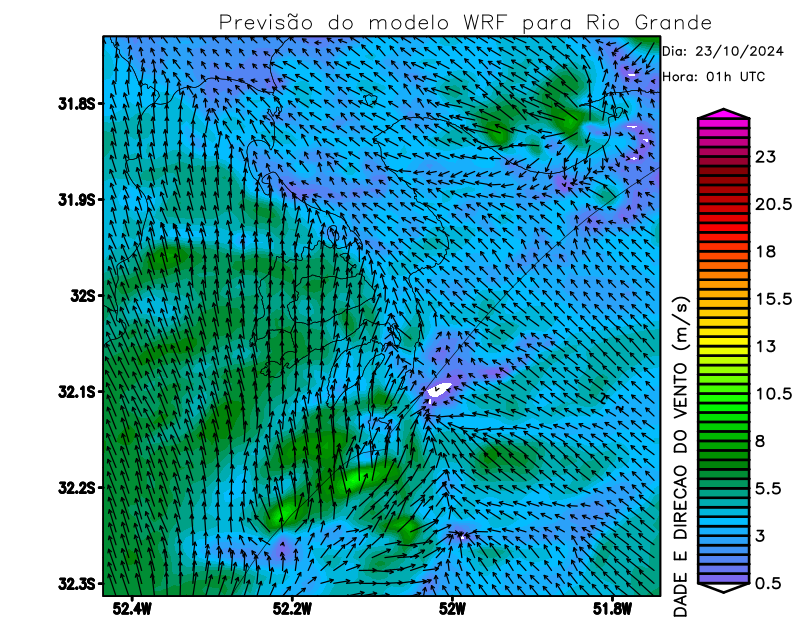 Previsão do modelo WRF para Rio Grande
Dia: 23/10/2024
Hora: 01h UTC
31.8S
31.9S
32S
32.1S
32.2S
32.3S
52.4W
52.2W
52W
51.8W
23
20.5
18
15.5
13
10.5
8
5.5
3
0.5
DADE E DIRECAO DO VENTO (m/s)